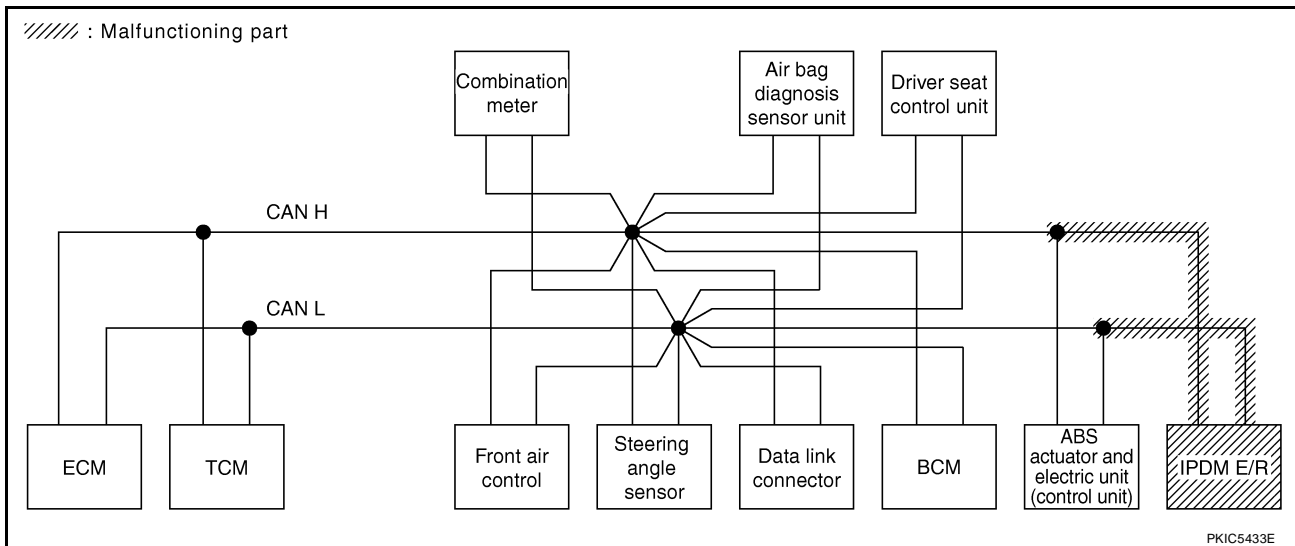 : Malfunctioning part
Combination
meter
Air bag
diagnosis
sensor unit
Driver seat
control unit
CAN H
CAN L
ECM
TCM
Front air
control
Steering
angle
sensor
Data link
connector
BCM
ABS
actuator and
electric unit
(control unit)
IPDM E/R
PKIC5433E